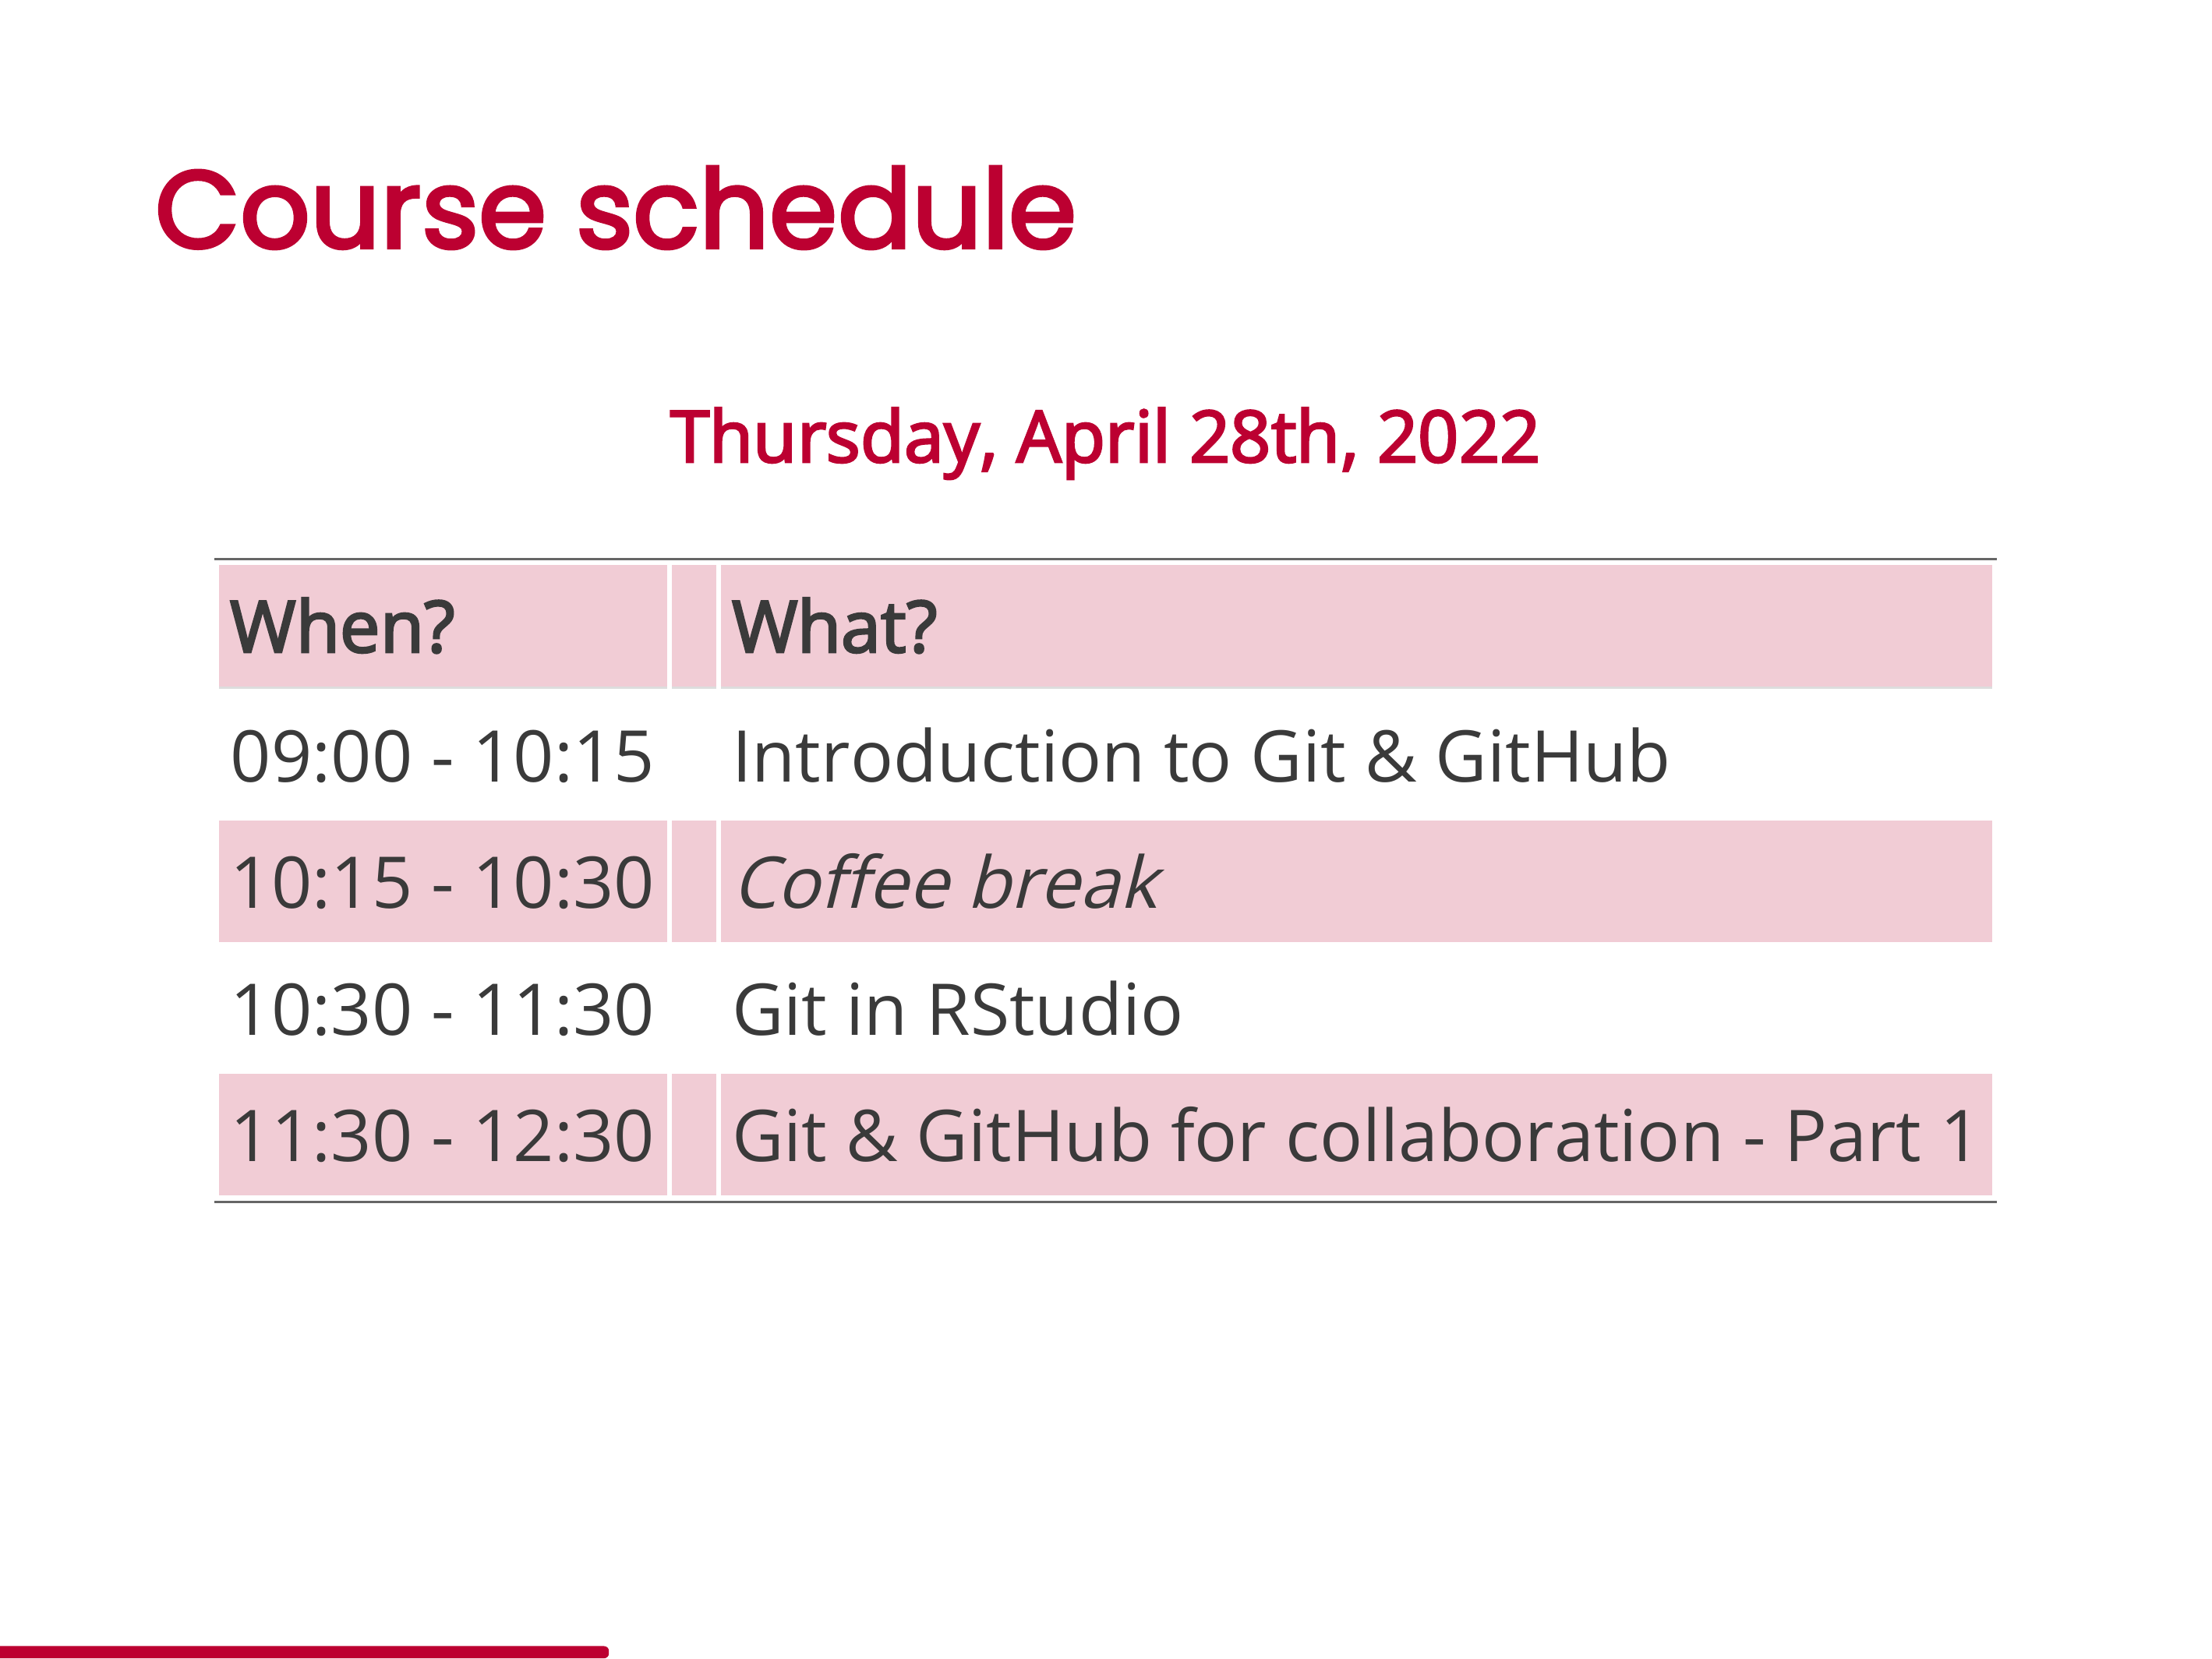 Course schedule
Thursday, April 28th, 2022
When? What?
09:00 - 10:15 Introduction to Git & GitHub
10:15 - 10:30 Coffee break
10:30 - 11:30 Git in RStudio
11:30 - 12:30 Git & GitHub for collaboration - Part 1